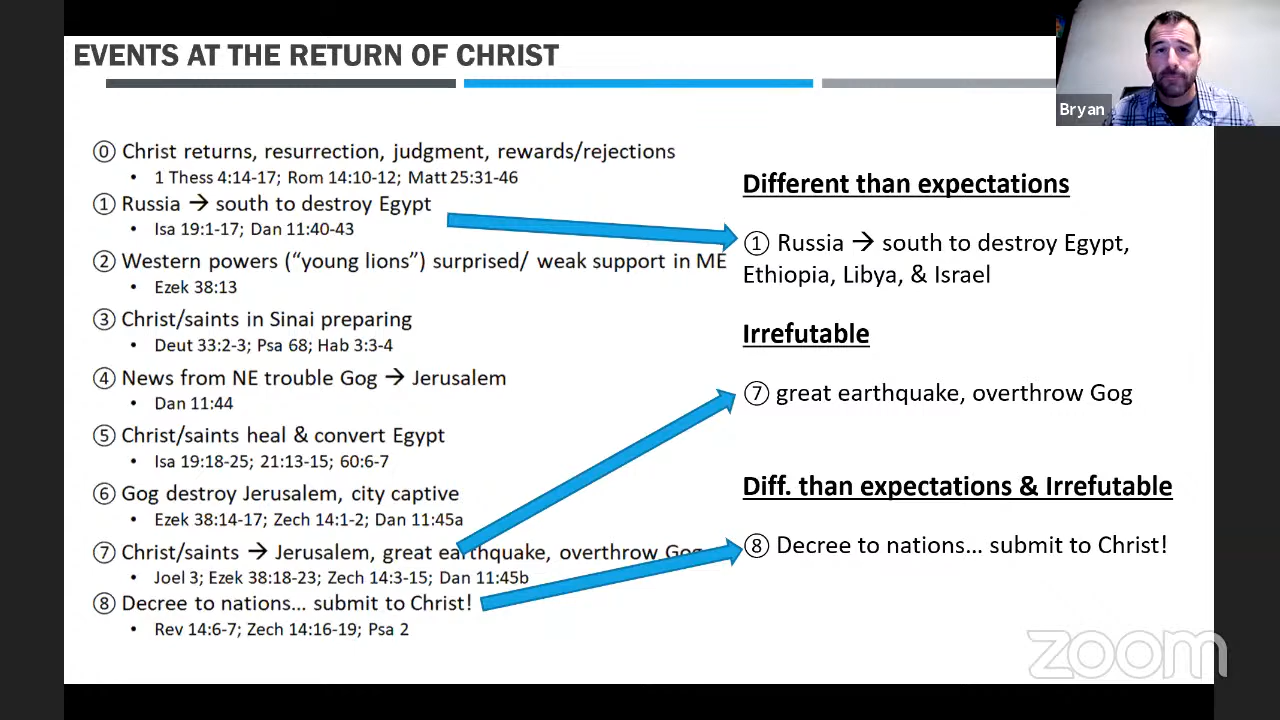 EVENTS AT THE RETURN OF CHRIST
Bryan
⓪ Christ returns, resurrection, judgment, rewards/rejections
• 1 Thess 4:14-17; Rom 14:10-12; Matt 25:31-46
① Russia → south to destroy Egypt
• Isa 19:1-17; Dan 11:40-43
② Western powers (“young lions”) surprised/ weak support in ME
• Ezek 38:13
③ Christ/saints in Sinai preparing
• Deut 33:2-3; Psa 68; Hab 3:3-4
④ News from NE trouble Gog → Jerusalem
• Dan 11:44
⑤ Christ/saints heal & convert Egypt
• Isa 19:18-25; 21:13-15; 60:6-7
⑥ Gog destroy Jerusalem, city captive
• Ezek 38:14-17; Zech 14:1-2; Dan 11:45a
⑦ Christ/saints → Jerusalem, great earthquake, overthrow Gog
• Joel 3; Ezek 38:18-23; Zech 14:3-15; Dan 11:45b
⑧ Decree to nations... submit to Christ!
• Rev 14:6-7; Zech 14:16-19; Psa 2
Different than expectations
① Russia → south to destroy Egypt,
Ethiopia, Libya, & Israel
Irrefutable
⑦ great earthquake, overthrow Gog
Diff. than expectations & Irrefutable
⑧ Decree to nations... submit to Christ!
zoom